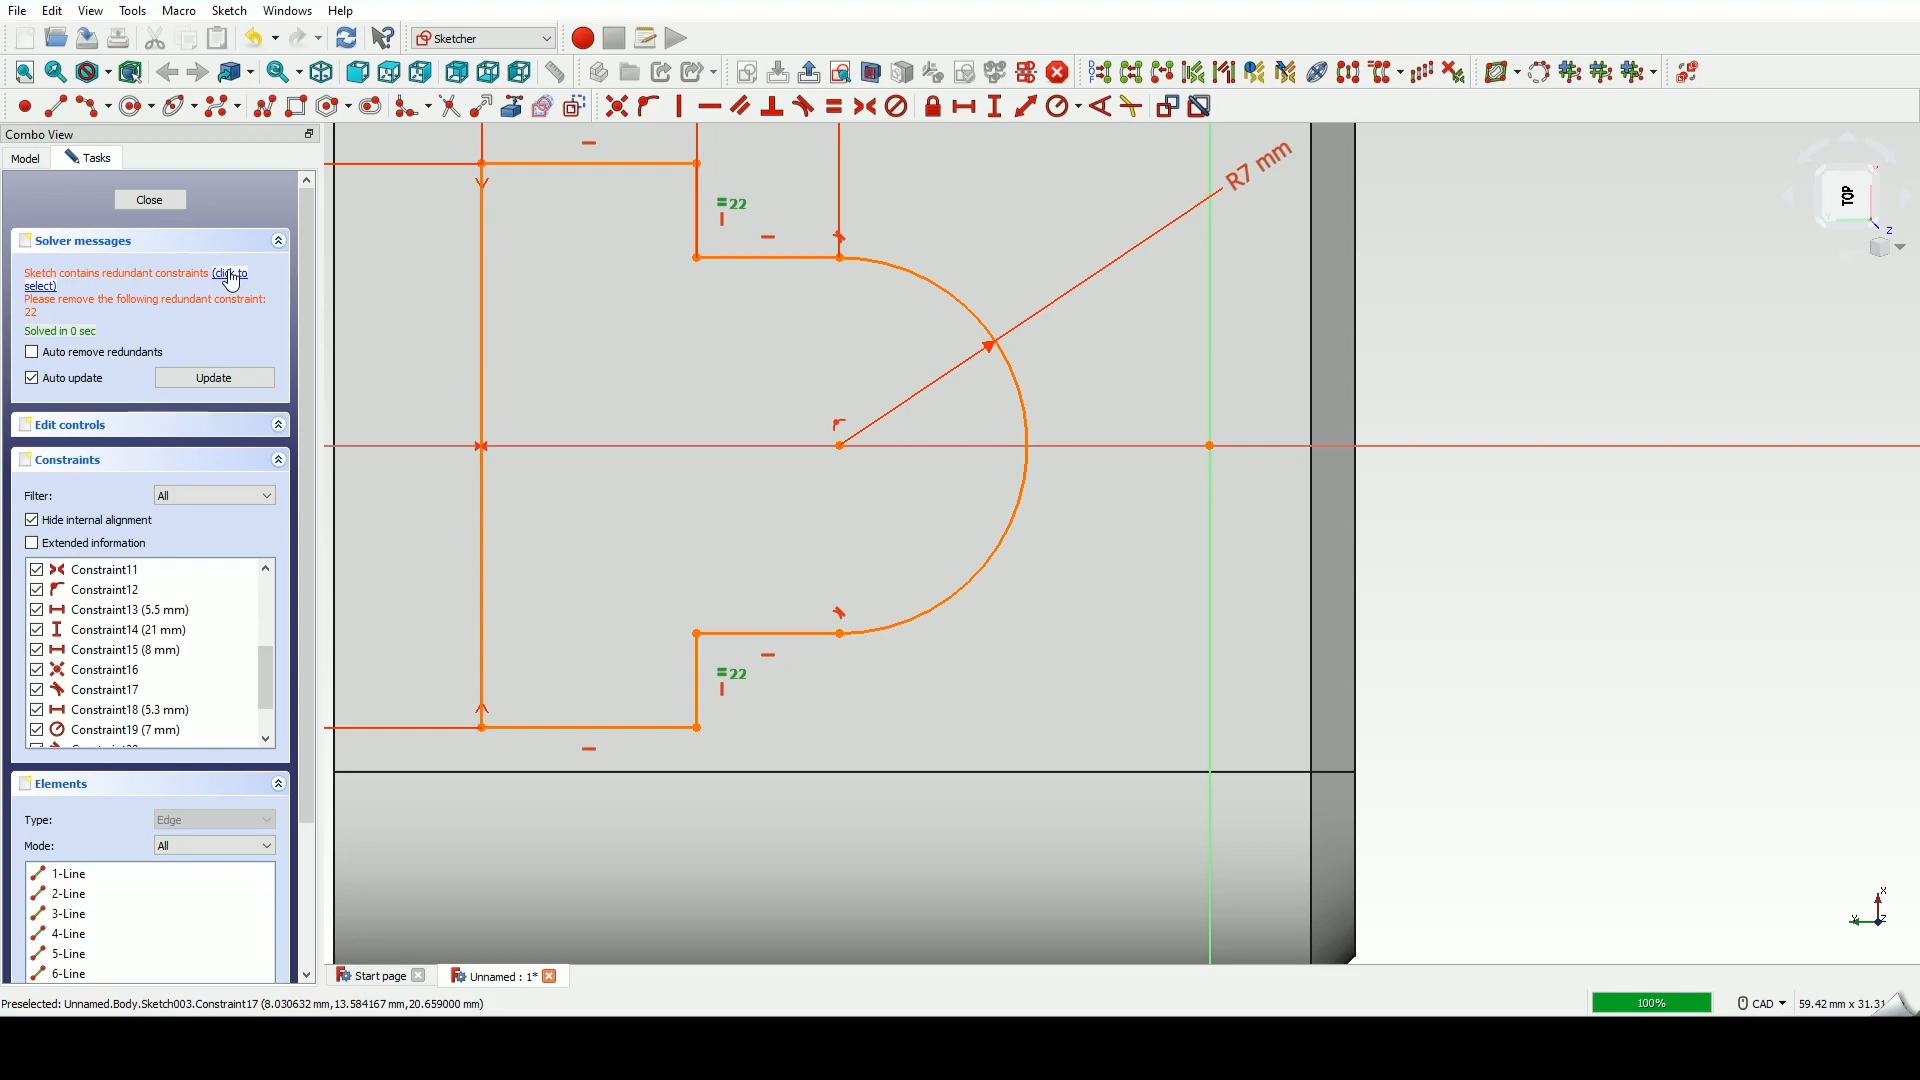 File Edit View Tools Macro Sketch Windows Help
Sketcher
Combo View
Model Tasks
Close
Solver messages
Sketch contains redundant constraints (click to
select)
Please remove the following redundant constraint:
22
Solved in 0 sec
Auto remove redundants
Auto update Update
Edit controls
Constraints
Filter: All
Hide internal alignment
Extended information
Constraint11
Constraint12
Constraint13 (5.5 mm)
Constraint14 (21 mm)
Constraint15 (8 mm)
Constraint16
Constraint17
Constraint18 (5.3 mm)
Constraint19 (7 mm)
Elements
Type: Edge
Mode: All
1-Line
2-Line
3-Line
4-Line
5-Line
6-Line
=22
R7 mm
=22
TOP
Z
X
Y
Z
Start page Unnamed : 1*
Preselected: Unnamed.Body.Sketch003.Constraint17 (8.030632 mm,13.584167 mm,20.659000 mm)
100% CAD 59.42 mm x 31.31